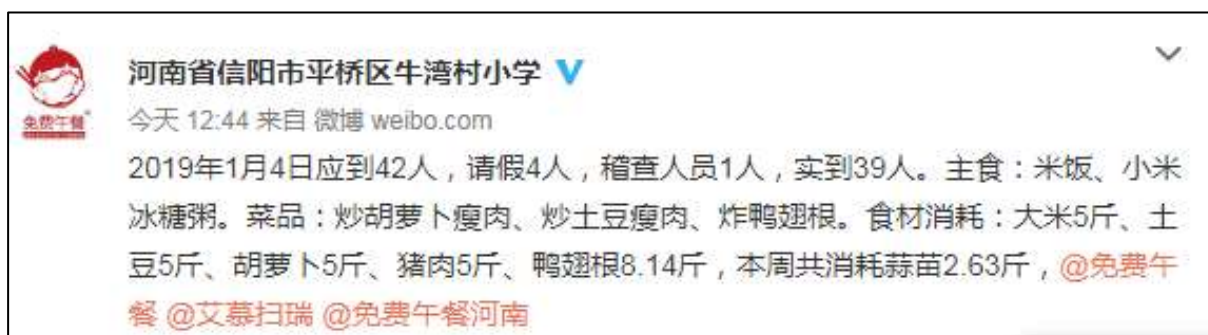 河南省信阳市平桥区牛湾村小学
今天 12:44 来自 微博 weibo.com
免费午餐
2019年1月4日应到42人，请假4人，稽查人员1人，实到39人。主食：米饭、小米
冰糖粥。菜品：炒胡萝卜瘦肉、炒土豆瘦肉、炸鸭翅根。食材消耗：大米5斤、土
豆5斤、胡萝卜5斤、猪肉5斤、鸭翅根8.14斤，本周共消耗蒜苗2.63斤，@免费午
餐 @艾慕扫瑞 @免费午餐河南